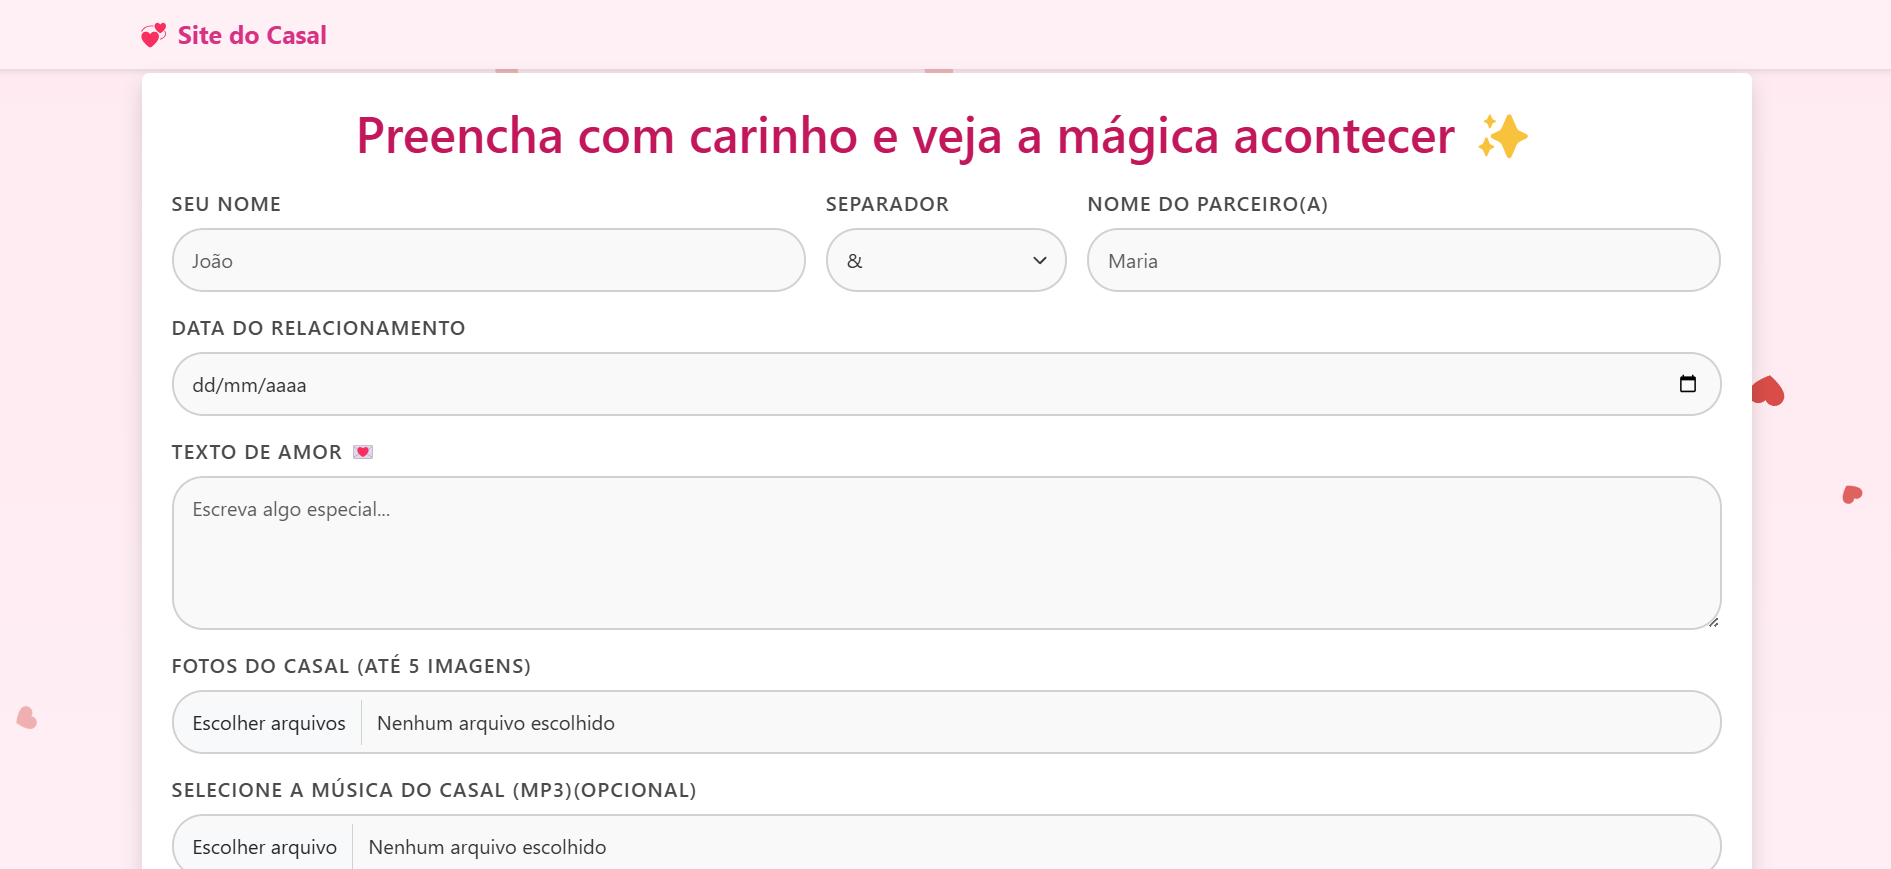 Site do Casal
Preencha com carinho e veja a mágica acontecer
SEU NOME
SEPARADOR
NOME DO PARCEIRO(A)
João
&
Maria
DATA DO RELACIONAMENTO
dd/mm/aaaa
TEXTO DE AMOR
Escreva algo especial...
FOTOS DO CASAL (ATÉ 5 IMAGENS)
Escolher arquivos Nenhum arquivo escolhido
SELECIONE A MÚSICA DO CASAL (MP3)(OPCIONAL)
Escolher arquivo Nenhum arquivo escolhido